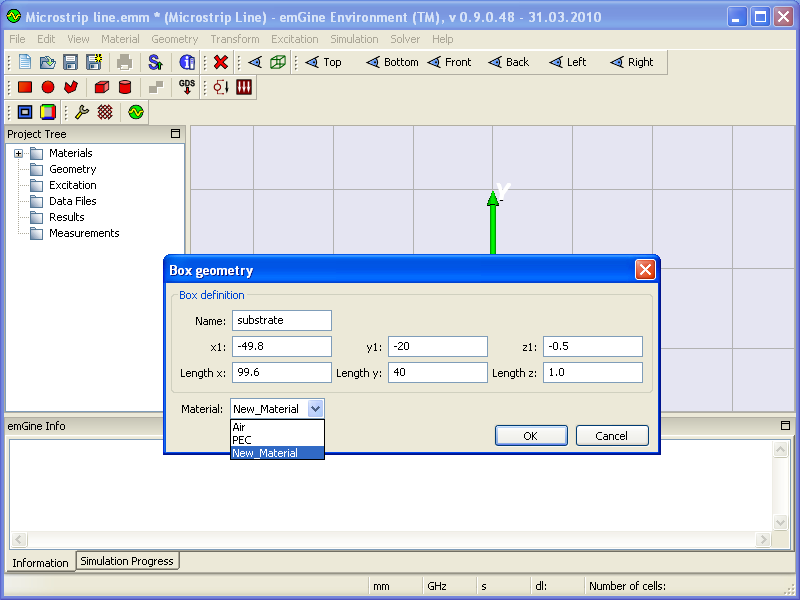 Microstrip line.emm * (Microstrip Line) - emGine Environment (TM), v 0.9.0.48 - 31.03.2010
File Edit View Material Geometry Transform Excitation Simulation Solver Help
S Top Bottom Front Back Left Right
GDS
Project Tree
Materials
Geometry
Excitation
Data Files
Results
Measurements
Y
Box geometry
Box definition
Name: substrate
x1: -49.8 y1: -20 z1: -0.5
Length x: 99.6 Length y: 40 Length z: 1.0
Material: New_Material
Air
PEC
New_Material
OK Cancel
emGine Info
Information Simulation Progress
mm GHz s dl: Number of cells: